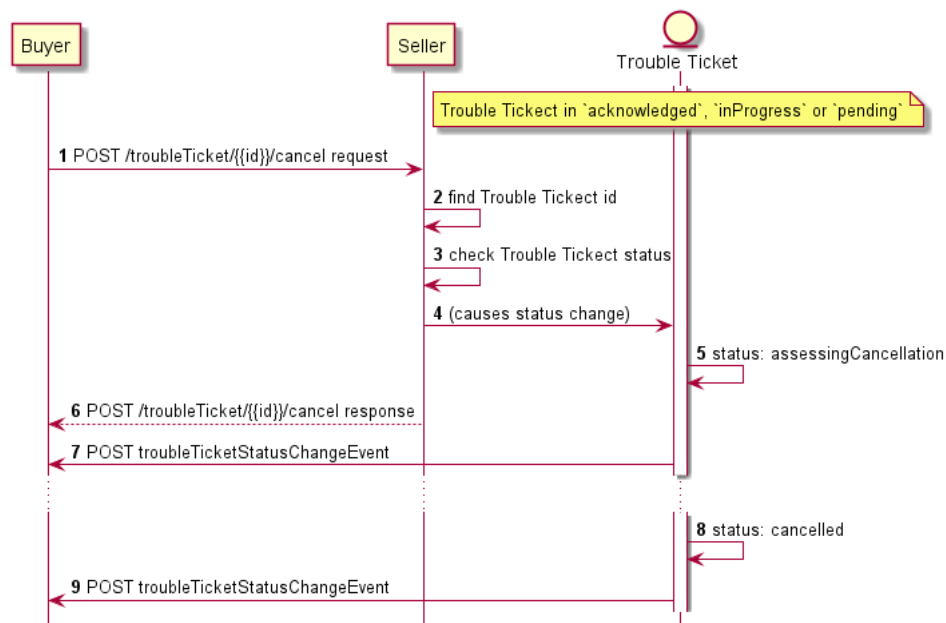 Buyer
Seller
Trouble Ticket
Trouble Tickect in `acknowledged`, `inProgress` or `pending`
1 POST /troubleTicket/{{id}}/cancel request
2 find Trouble Tickect id
3 check Trouble Tickect status
4 (causes status change)
5 status: assessingCancellation
6 POST /troubleTicket/{{id}}/cancel response
7 POST troubleTicketStatusChangeEvent
8 status: cancelled
9 POST troubleTicketStatusChangeEvent